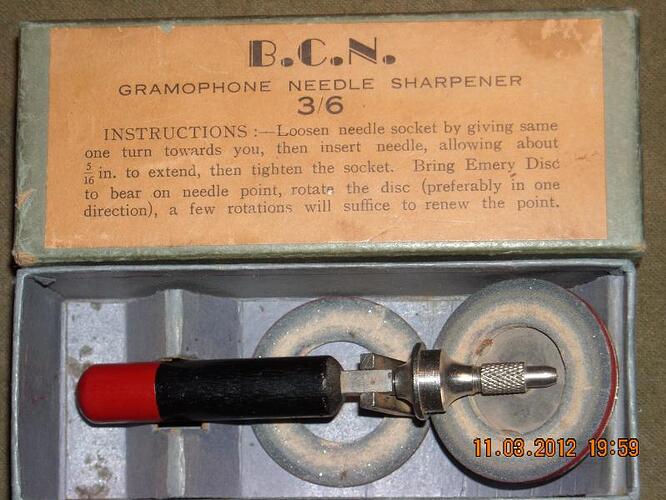 B.C.N.
GRAMOPHONE NEEDLE SHARPENER
3/6
INSTRUCTIONS :—Loosen needle socket by giving same
one turn towards you, then insert needle, allowing about
5/16 in. to extend, then tighten the socket. Bring Emery Disc
to bear on needle point, rotate the disc (preferably in one
direction), a few rotations will suffice to renew the point.
11.03.2012 19:59